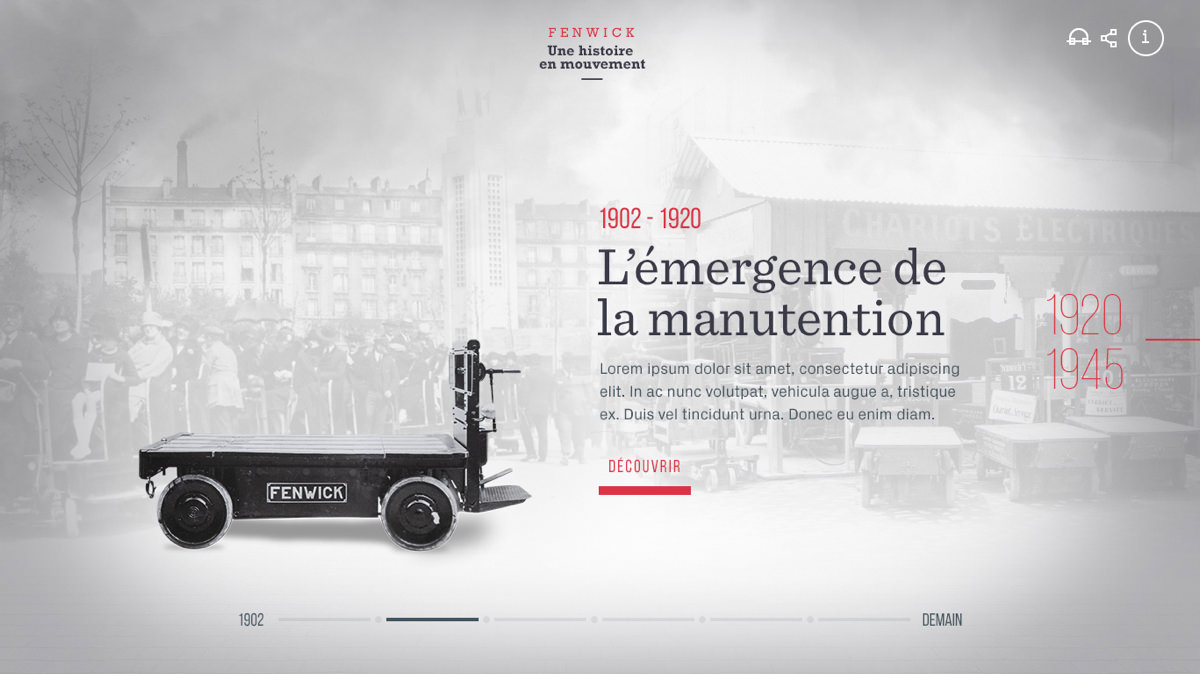 FENWICK
Une histoire
en mouvement
i
1902 - 1920
L'émergence de
la manutention
CHARIOTS ÉLECTRIQUES
1920
1945
Lorem ipsum dolor sit amet, consectetur adipiscing
elit. In ac nunc volutpat, vehicula augue a, tristique
ex. Duis vel tincidunt urna. Donec eu enim diam.
12
DÉCOUVRIR
FENWICK
1902
DEMAIN